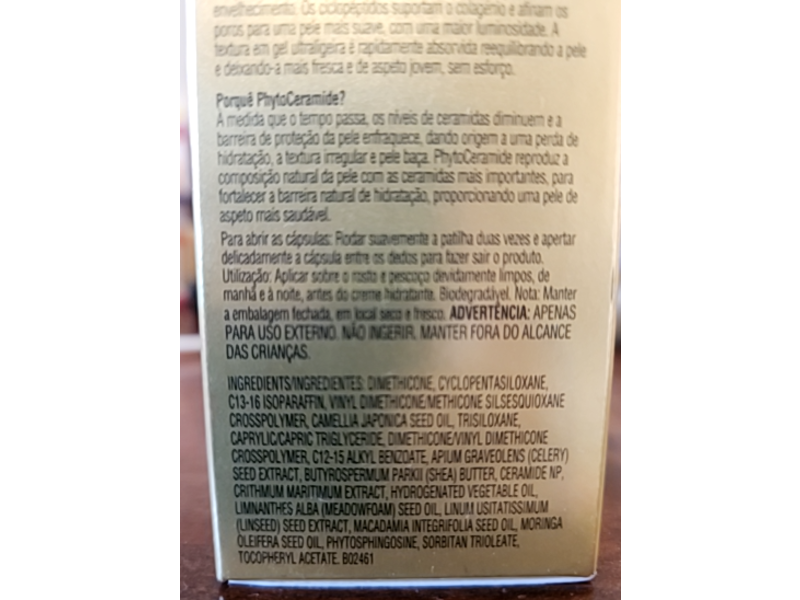 envelhecimento. Os ciclopéptidos suportam o colagénio e afinam os
poros para uma pele mais suave, com uma maior luminosidade. A
textura em gel ultraligeira é rapidamente absorvida reequilibrando a pele
e deixando-a mais fresca e de aspeto jovem, sem esforço.
Porquê PhytoCeramide?
À medida que o tempo passa, os níveis de ceramidas diminuem e a
barreira de proteção da pele enfraquece, dando origem a uma perda de
hidratação, a textura irregular e pele baça. PhytoCeramide reproduz a
composição natural da pele com as ceramidas mais importantes, para
fortalecer a barreira natural de hidratação, proporcionando uma pele de
aspeto mais saudável.
Para abrir as cápsulas: Rodar suavemente a patilha duas vezes e apertar
delicadamente a cápsula entre os dedos para fazer sair o produto.
Utilização: Aplicar sobre o rosto e pescoço devidamente limpos, de
manhã e à noite, antes do creme hidratante. Biodegradável. Nota: Manter
a embalagem fechada, em local seco e fresco. ADVERTÊNCIA: APENAS
PARA USO EXTERNO. NÃO INGERIR. MANTER FORA DO ALCANCE
DAS CRIANÇAS.
INGREDIENTS/INGREDIENTES: DIMETHICONE, CYCLOPENTASILOXANE,
C13-16 ISOPARAFFIN, VINYL DIMETHICONE/METHICONE SILSESQUIOXANE
CROSSPOLYMER, CAMELLIA JAPONICA SEED OIL, TRISILOXANE,
CAPRYLIC/CAPRIC TRIGLYCERIDE, DIMETHICONE/VINYL DIMETHICONE
CROSSPOLYMER, C12-15 ALKYL BENZOATE, APIUM GRAVEOLENS (CELERY)
SEED EXTRACT, BUTYROSPERMUM PARKII (SHEA) BUTTER, CERAMIDE NP,
CRITHMUM MARITIMUM EXTRACT, HYDROGENATED VEGETABLE OIL,
LIMNANTHES ALBA (MEADOWFOAM) SEED OIL, LINUM USITATISSIMUM
(LINSEED) SEED EXTRACT, MACADAMIA INTEGRIFOLIA SEED OIL, MORINGA
OLEIFERA SEED OIL, PHYTOSPHINGOSINE, SORBITAN TRIOLEATE,
TOCOPHERYL ACETATE. B02461